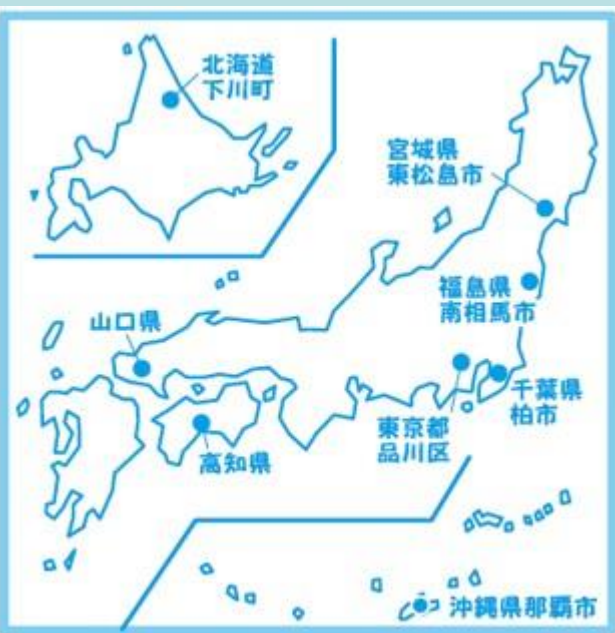 北海道
下川町
宮城県
東松島市
福島県
南相馬市
山口県
千葉県
柏市
東京都
品川区
高知県
沖縄県那覇市